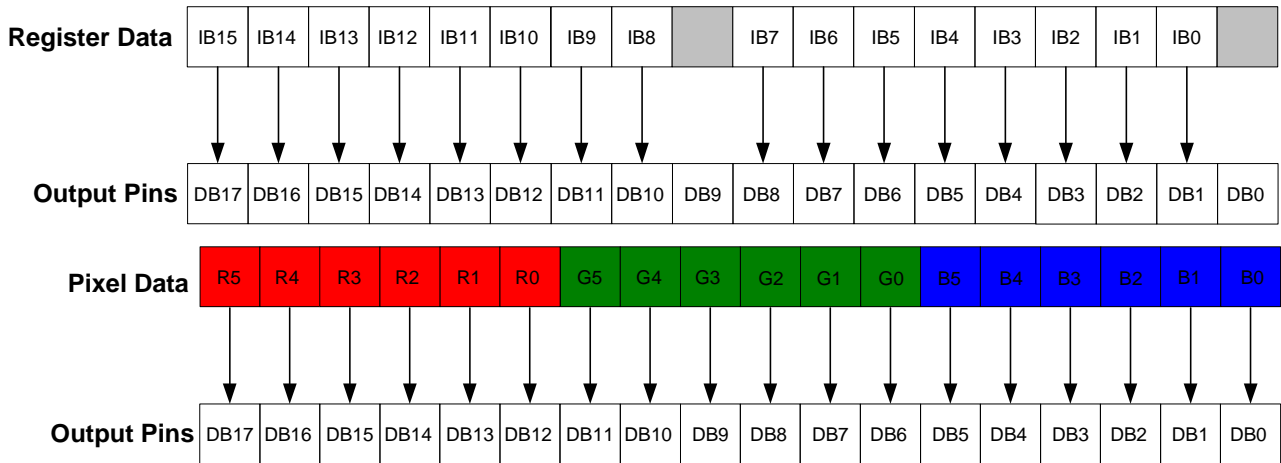 Register Data IB15 IB14 IB13 IB12 IB11 IB10 IB9 IB8 IB7 IB6 IB5 IB4 IB3 IB2 IB1 IB0
Output Pins DB17 DB16 DB15 DB14 DB13 DB12 DB11 DB10 DB9 DB8 DB7 DB6 DB5 DB4 DB3 DB2 DB1 DB0
Pixel Data R5 R4 R3 R2 R1 R0 G5 G4 G3 G2 G1 G0 B5 B4 B3 B2 B1 B0
Output Pins DB17 DB16 DB15 DB14 DB13 DB12 DB11 DB10 DB9 DB8 DB7 DB6 DB5 DB4 DB3 DB2 DB1 DB0